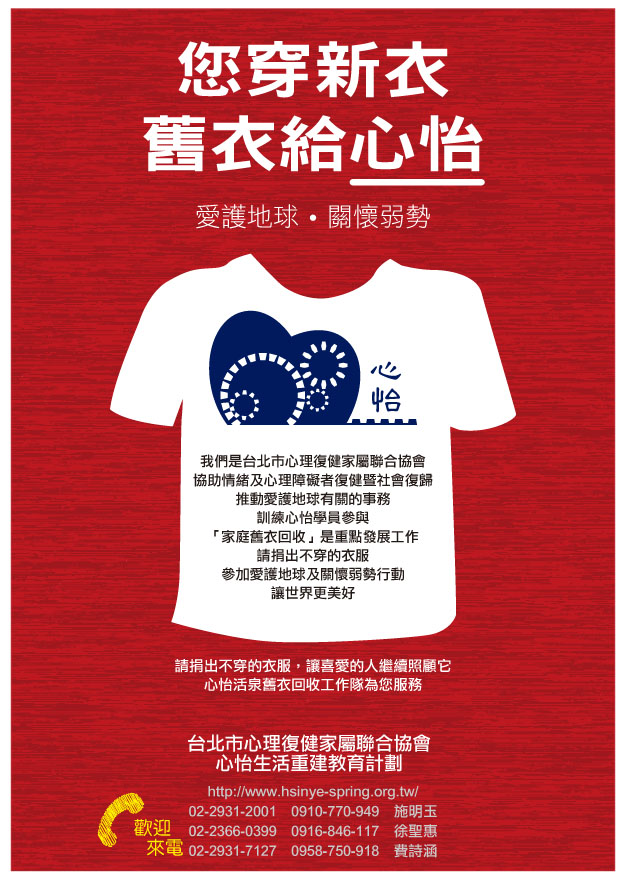 您穿新衣
舊衣給心怡
愛護地球・關懷弱勢
心
怡
我們是台北市心理復健家屬聯合協會
協助情緒及心理障礙者復健暨社會復歸
推動愛護地球有關的事務
訓練心怡學員參與
「家庭舊衣回收」是重點發展工作
請捐出不穿的衣服
參加愛護地球及關懷弱勢行動
讓世界更美好
請捐出不穿的衣服，讓喜愛的人繼續照顧它
心怡活泉舊衣回收工作隊為您服務
台北市心理復健家屬聯合協會
心怡生活重建教育計劃
http://www.hsinye-spring.org.tw/
歡迎
來電
02-2931-2001 0910-770-949 施明玉
02-2366-0399 0916-846-117 徐聖惠
02-2931-7127 0958-750-918 費詩涵